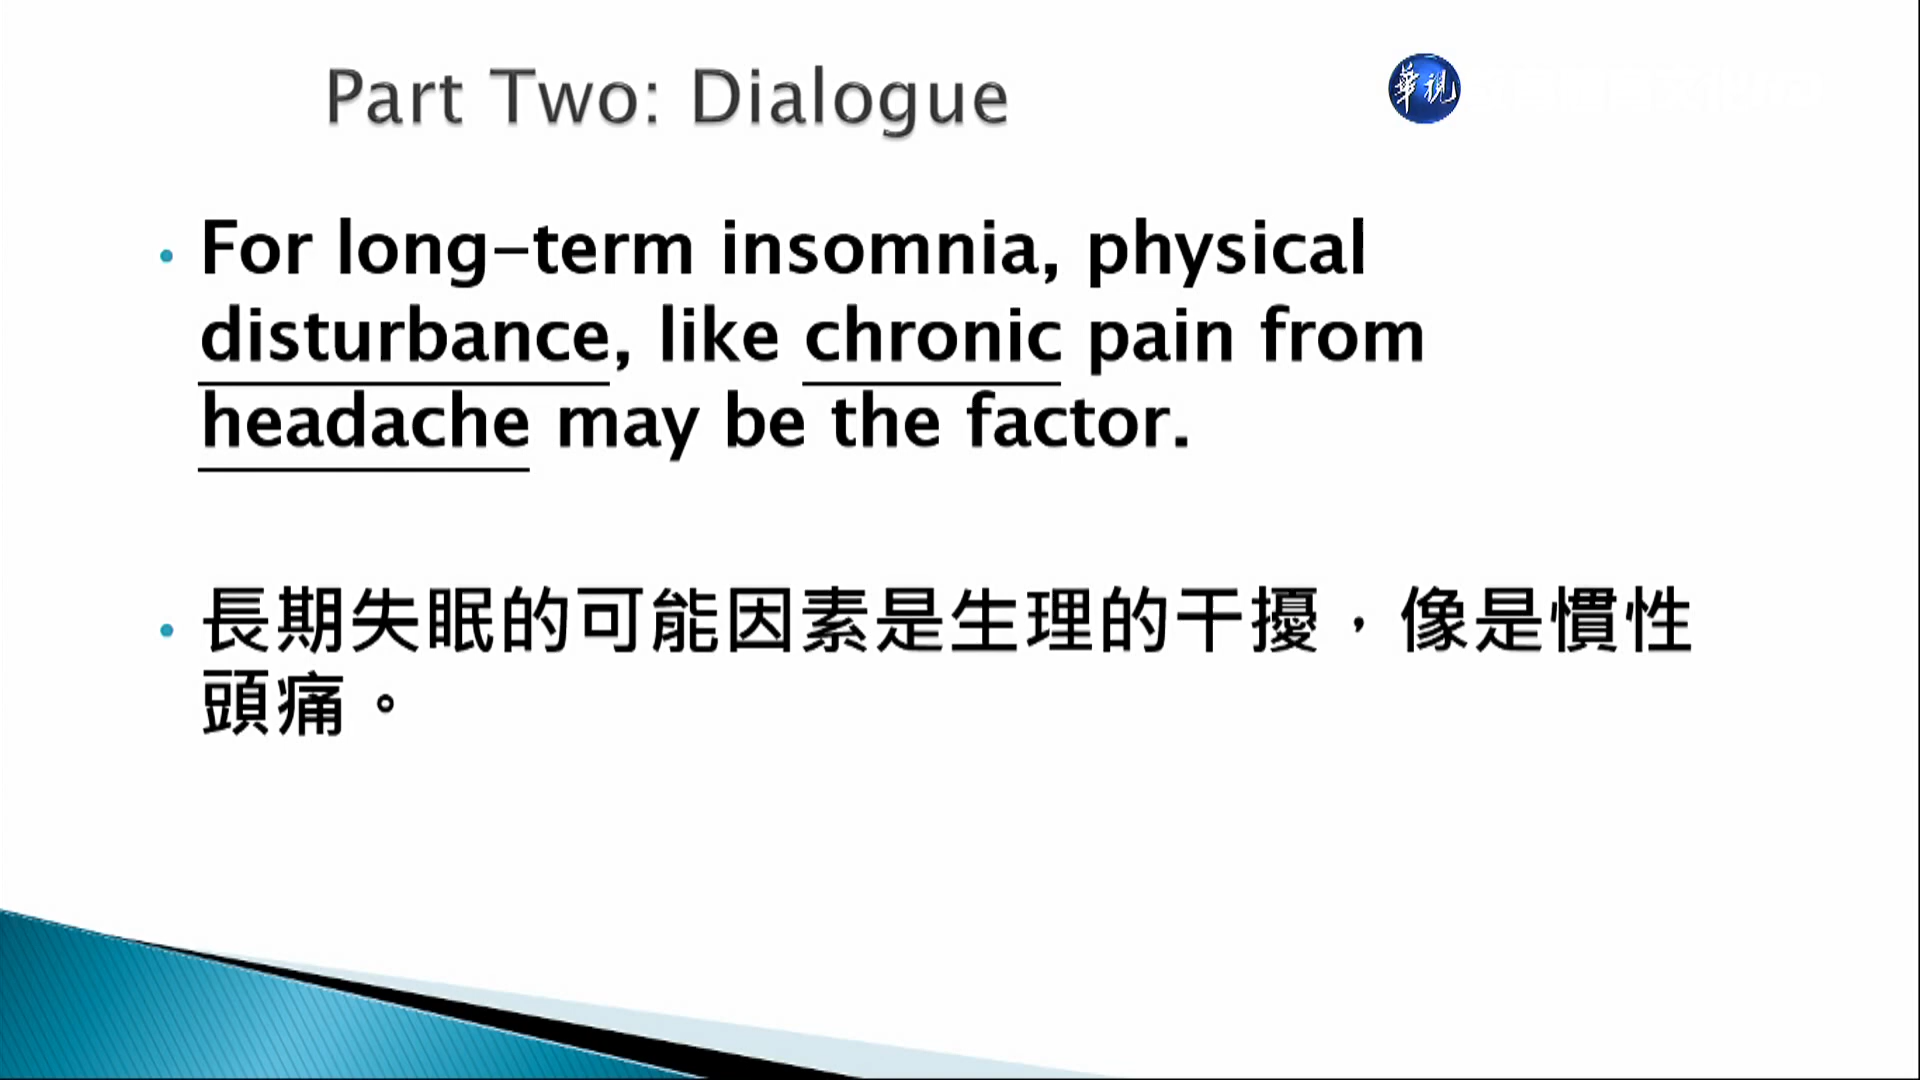 Part Two: Dialogue
華視
• For long-term insomnia, physical
disturbance, like chronic pain from
headache may be the factor.
• 長期失眠的可能因素是生理的干擾，像是慣性
頭痛。